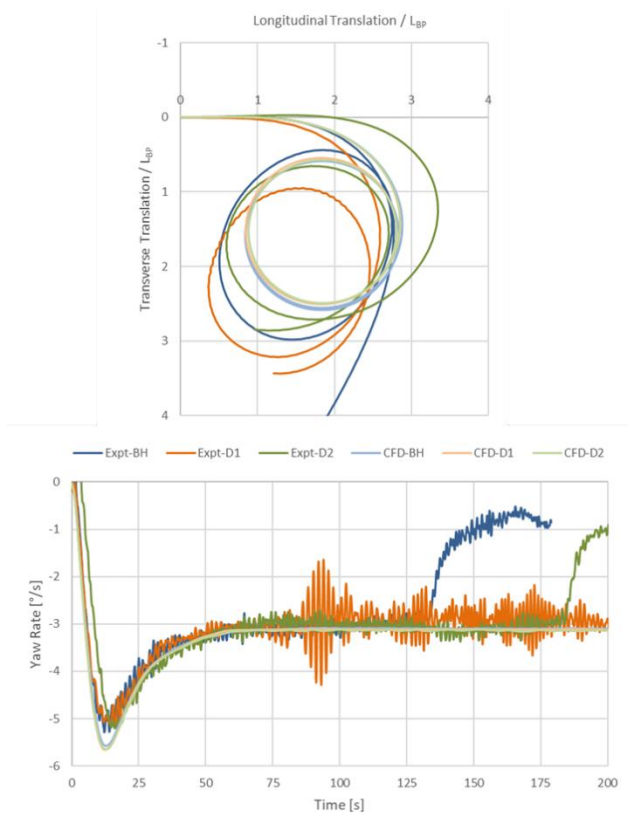 Longitudinal Translation / L_BP
-1
0 1 2 3 4
0
1
2
3
4
Transverse Translation / L_BP
Expt-BH Expt-D1 Expt-D2 CFD-BH CFD-D1 CFD-D2
0
-1
-2
-3
-4
-5
-6
Yaw Rate [°/s]
0 25 50 75 100 125 150 175 200
Time [s]